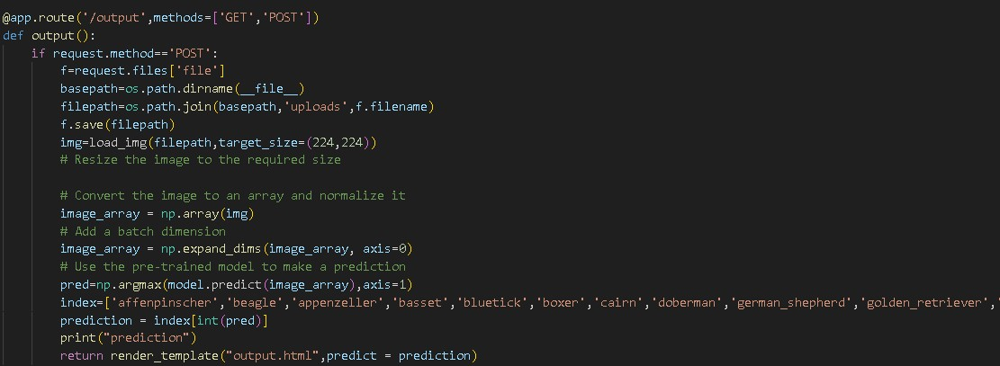 @app.route('/output',methods=['GET','POST'])
def output():
    if request.method=='POST':
        f=request.files['file']
        basepath=os.path.dirname(__file__)
        filepath=os.path.join(basepath,'uploads',f.filename)
        f.save(filepath)
        img=load_img(filepath,target_size=(224,224))
        # Resize the image to the required size

        # Convert the image to an array and normalize it
        image_array = np.array(img)
        # Add a batch dimension
        image_array = np.expand_dims(image_array, axis=0)
        # Use the pre-trained model to make a prediction
        pred=np.argmax(model.predict(image_array),axis=1)
        index=['affenpinscher','beagle','appenzeller','basset','bluetick','boxer','cairn','doberman','german_shepherd','golden_retriever','
        prediction = index[int(pred)]
        print("prediction")
        return render_template("output.html",predict = prediction)